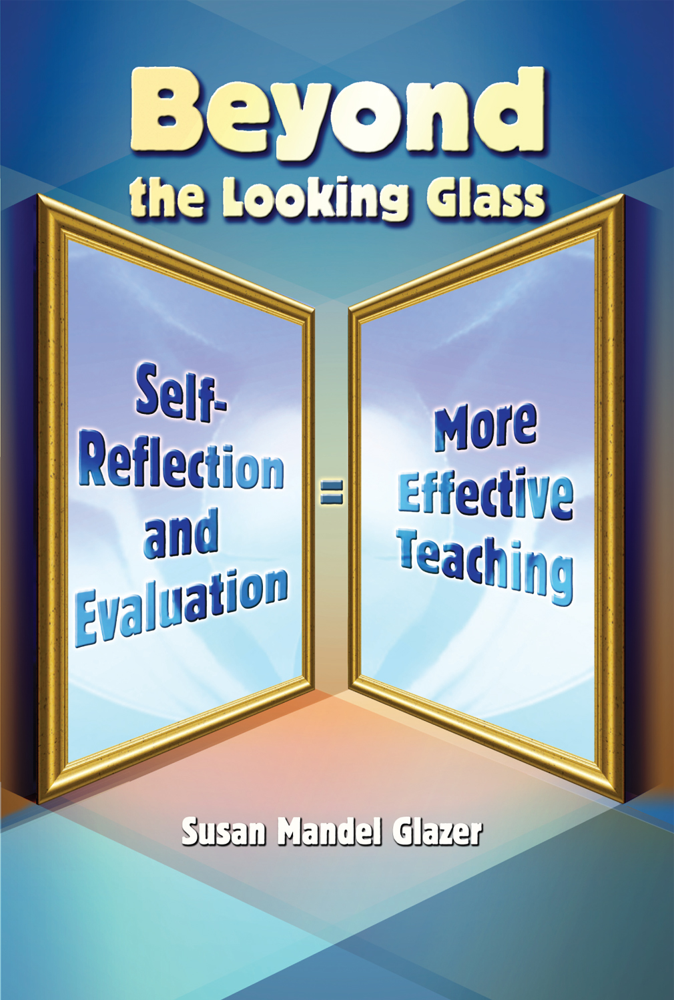 Beyond
the Looking Glass
Self-
Reflection
and
Evaluation
=
More
Effective
Teaching
Susan Mandel Glazer